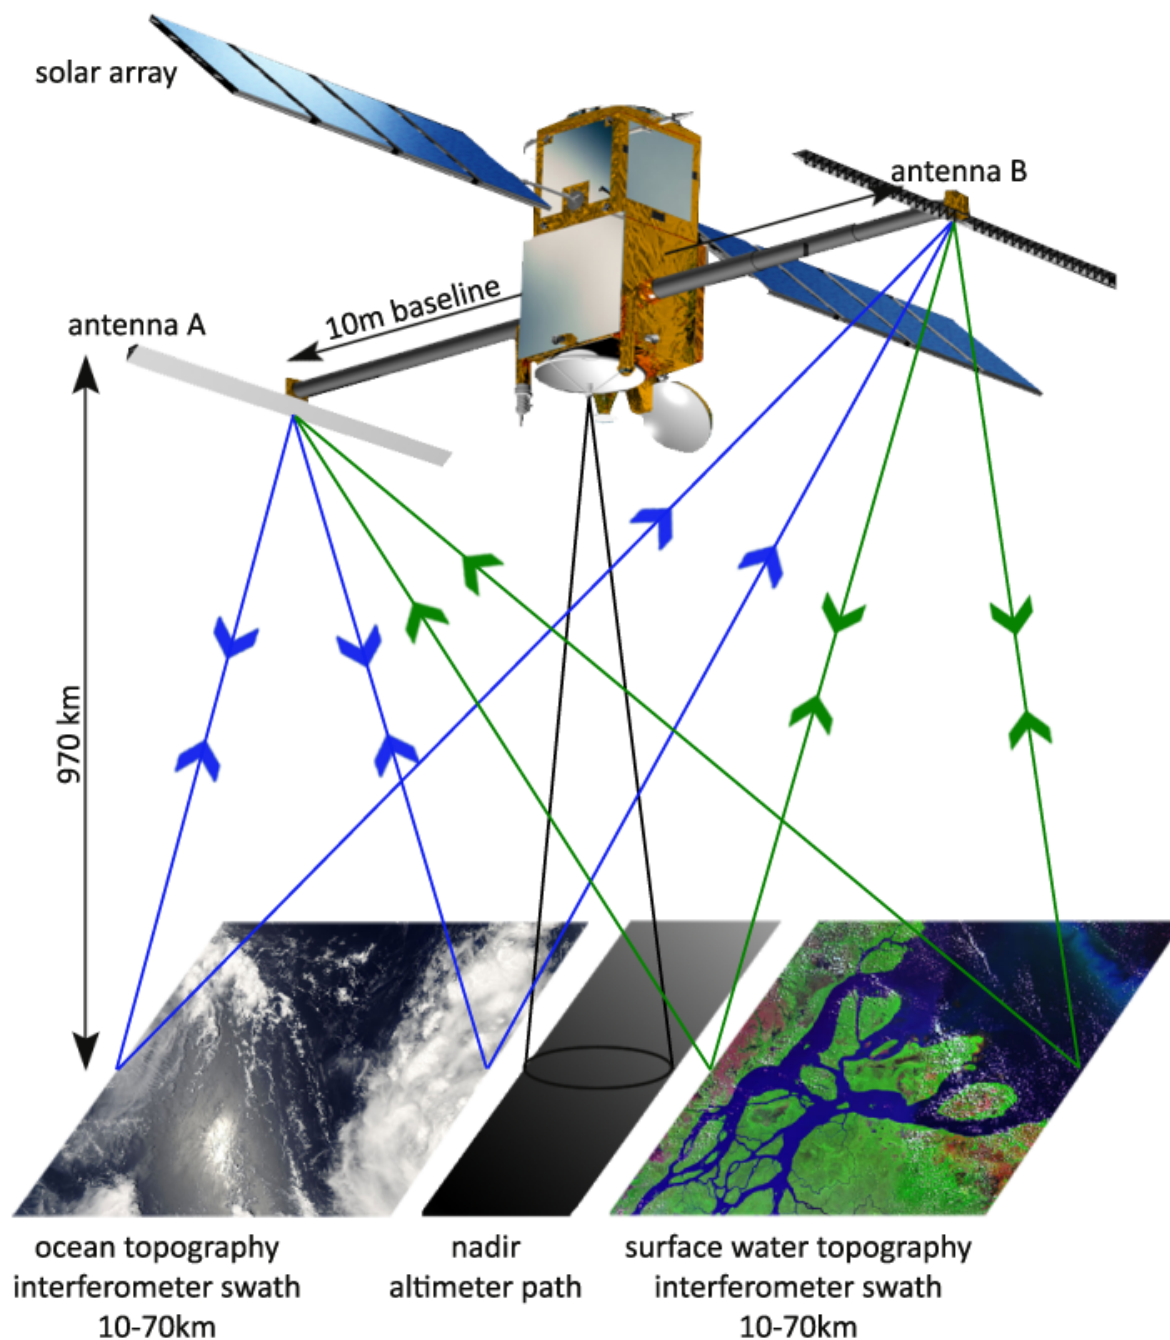 solar array
antenna B
10m baseline
antenna A
970 km
ocean topography
interferometer swath
10-70km
nadir
altimeter path
surface water topography
interferometer swath
10-70km